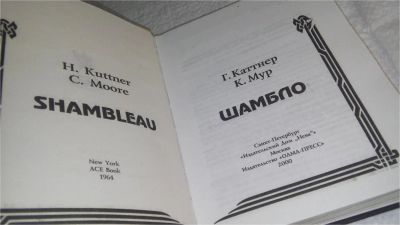 H. Kuttner
C. Moore
SHAMBLEAU
New York
ACE Book
1964
Г. Каттнер
К. Мур
ШАМБЛО
Санкт-Петербург
«Издательский Дом „Нева“»
Москва
Издательство «ОЛМА-ПРЕСС»
2000